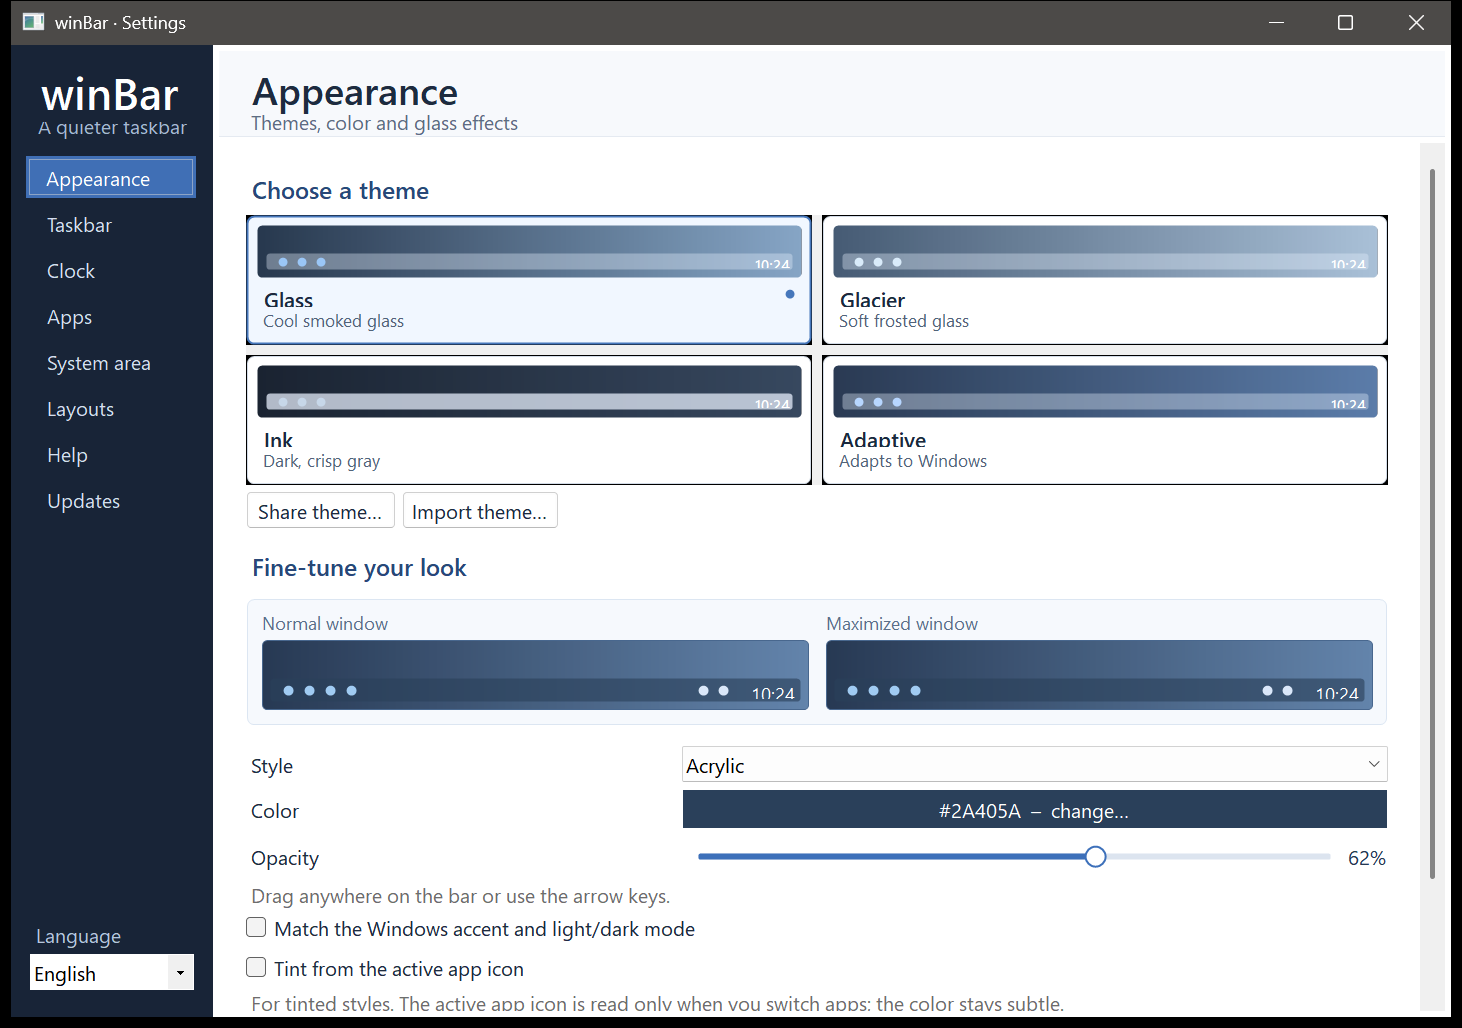 winBar · Settings
winBar
A quieter taskbar
Appearance
Taskbar
Clock
Apps
System area
Layouts
Help
Updates
Language
English
Appearance
Themes, color and glass effects
Choose a theme
10:24
Glass
Cool smoked glass
10:24
Glacier
Soft frosted glass
10:24
Ink
Dark, crisp gray
10:24
Adaptive
Adapts to Windows
Share theme...
Import theme...
Fine-tune your look
Normal window
10:24
Maximized window
10:24
Style
Acrylic
Color
#2A405A – change...
Opacity
62%
Drag anywhere on the bar or use the arrow keys.
Match the Windows accent and light/dark mode
Tint from the active app icon
For tinted styles. The active app icon is read only when you switch apps; the color stays subtle.